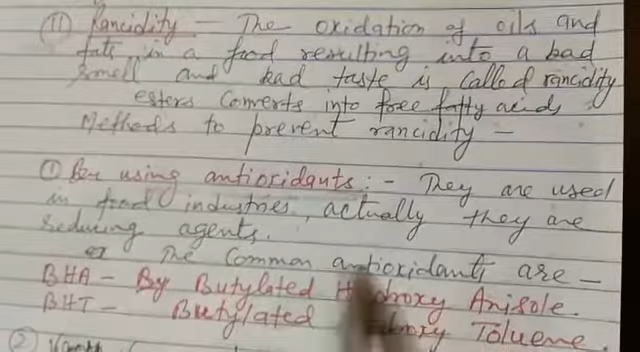 (11) Rancidity – The oxidation of oils and
fats in a food resulting into a bad
smell and bad taste is called rancidity
esters converts into free fatty acids
Methods to prevent rancidity –
① By using antioxidants :- They are used
in food industries, actually they are
reducing agents.
The Common antioxidants are –
BHA – By Butylated Hydroxy Anisole.
BHT – Butylated Toluene.
②